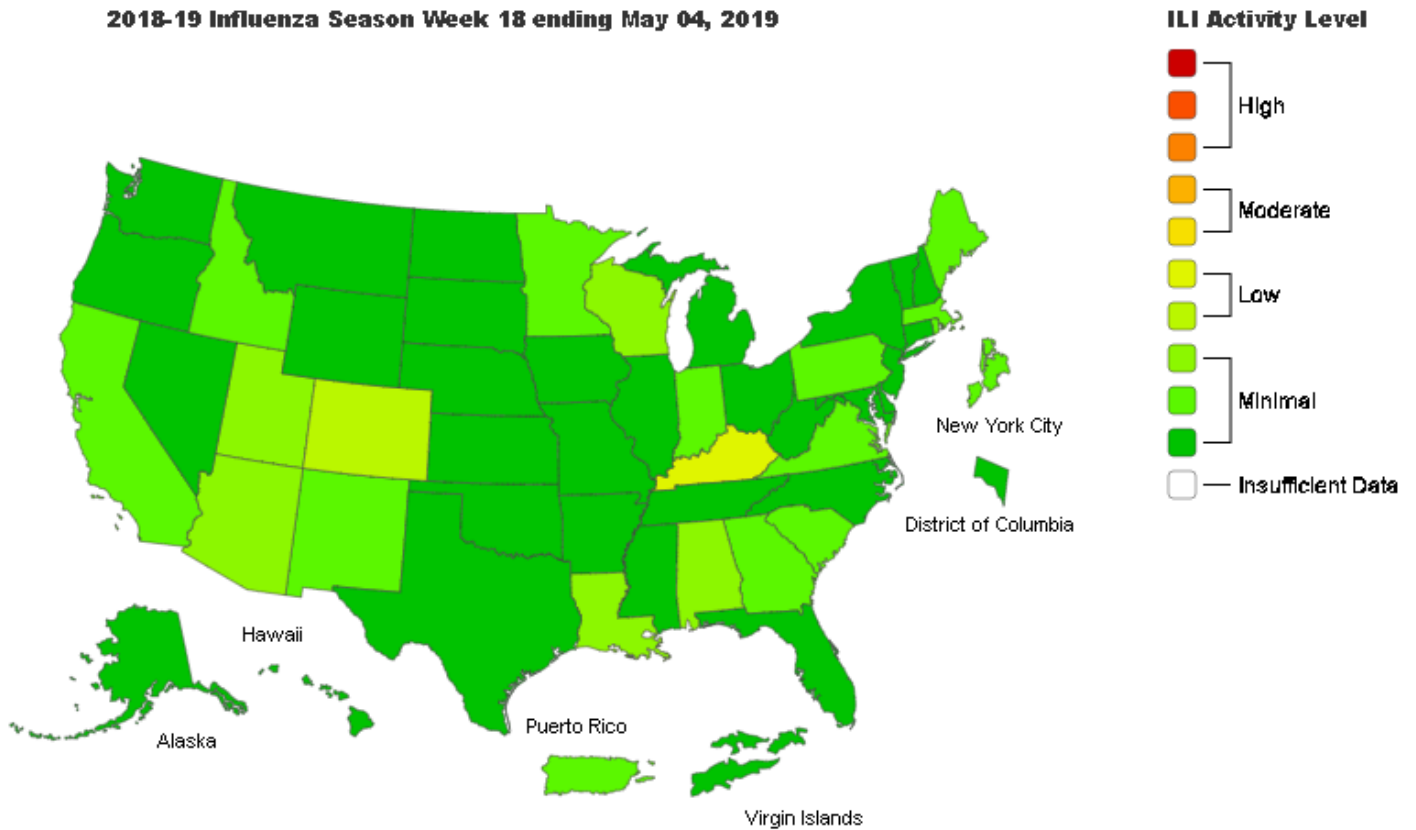 2018-19 Influenza Season Week 18 ending May 04, 2019
ILI Activity Level
High
Moderate
Low
Minimal
Insufficient Data
New York City
District of Columbia
Hawaii
Alaska
Puerto Rico
Virgin Islands